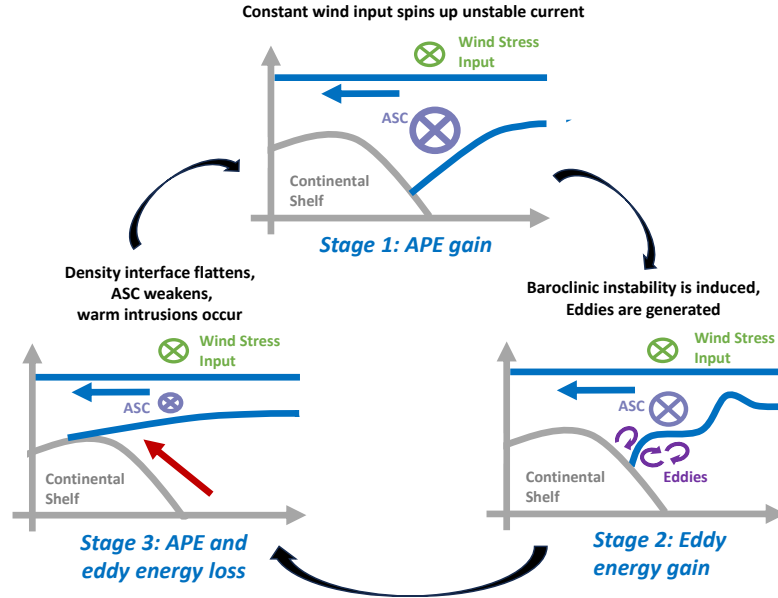 Constant wind input spins up unstable current
Wind Stress
Input
ASC
Continental
Shelf
Stage 1: APE gain
Baroclinic instability is induced,
Eddies are generated
Wind Stress
Input
ASC
Eddies
Continental
Shelf
Stage 2: Eddy
energy gain
Density interface flattens,
ASC weakens,
warm intrusions occur
Wind Stress
Input
ASC
Continental
Shelf
Stage 3: APE and
eddy energy loss